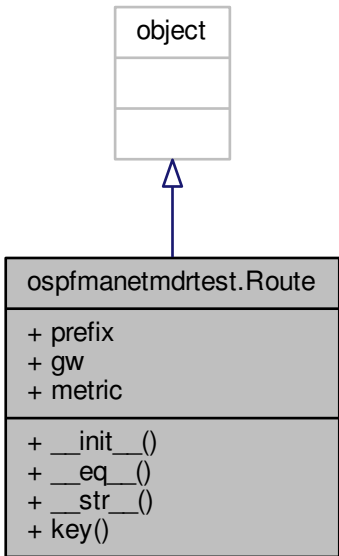 object
ospfmanetmdrtest.Route
+ prefix
+ gw
+ metric
+ __init__()
+ __eq__()
+ __str__()
+ key()